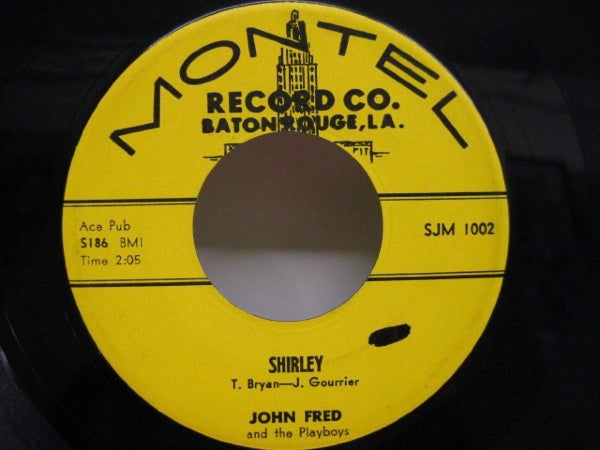 MONTEL
RECORD CO.
BATON ROUGE, LA.
Ace Pub
S186 BMI
Time 2:05
SJM 1002
SHIRLEY
T. Bryan—J. Gourrier
JOHN FRED
and the Playboys